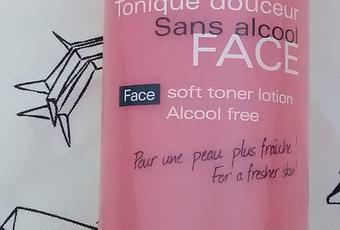 Tonique douceur
Sans alcool
FACE
Face soft toner lotion
Alcool free
Pour une peau plus fraîche !
For a fresher skin!